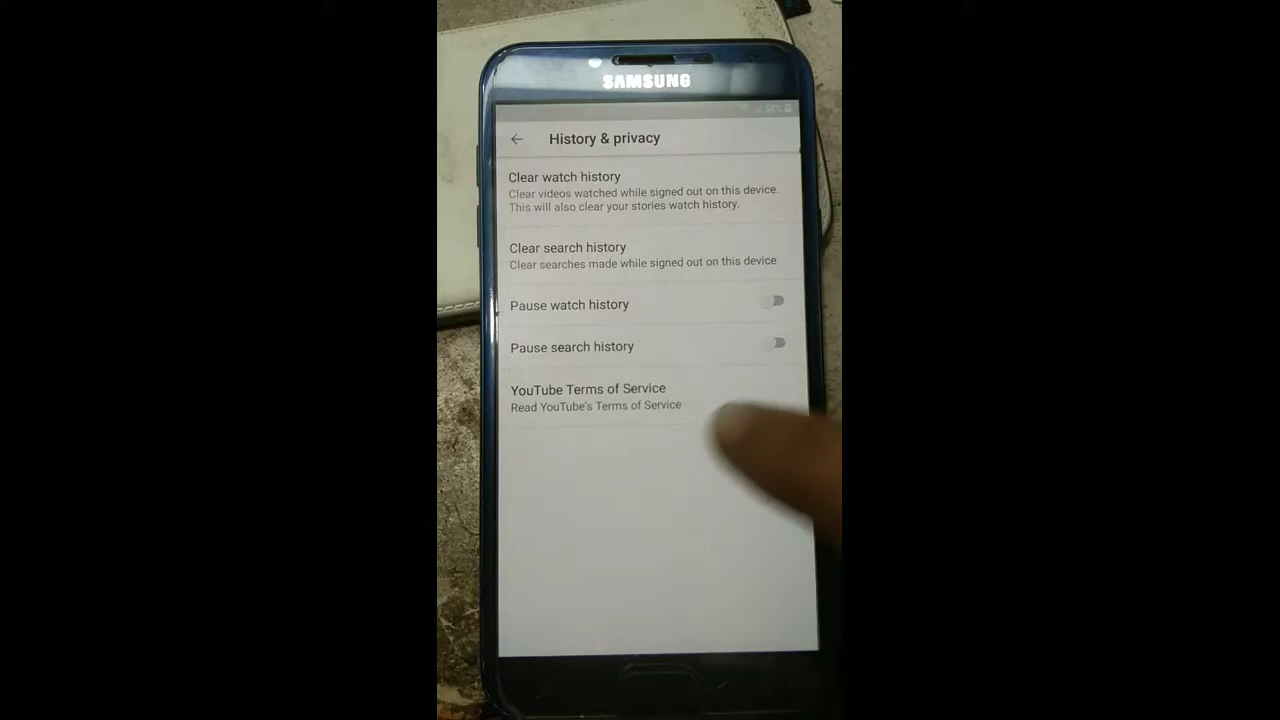 SAMSUNG
58%
History & privacy
Clear watch history
Clear videos watched while signed out on this device.
This will also clear your stories watch history.
Clear search history
Clear searches made while signed out on this device
Pause watch history
Pause search history
YouTube Terms of Service
Read YouTube's Terms of Service